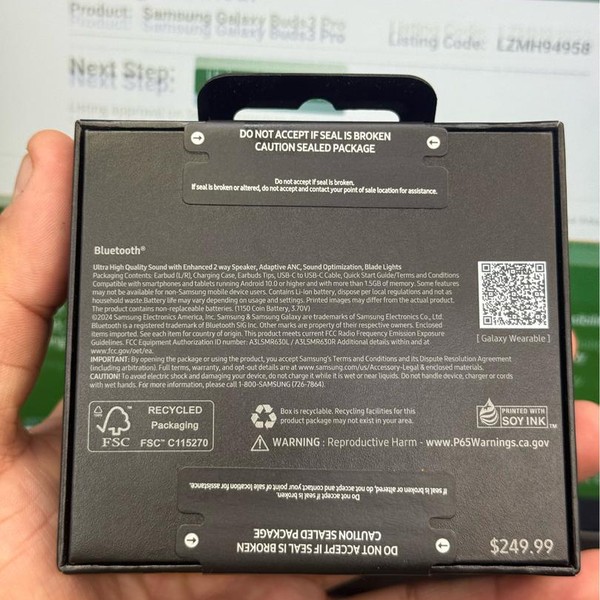 Product: Samsung Galaxy Buds3 Pro
Listing Code: LZMH94958
Next Step:
DO NOT ACCEPT IF SEAL IS BROKEN
CAUTION SEALED PACKAGE
Do not accept if seal is broken.
If seal is broken or altered, do not accept and contact your point of sale location for assistance.
Bluetooth®
Ultra High Quality Sound with Enhanced 2 way Speaker, Adaptive ANC, Sound Optimization, Blade Lights
Packaging Contents: Earbud (L/R), Charging Case, Earbuds Tips, USB-C to USB-C Cable, Quick Start Guide/Terms and Conditions
Compatible with smartphones and tablets running Android 10.0 or higher and with more than 1.5GB of memory. Some features
may not be available for non-Samsung mobile device users. Contains Li-Ion battery, dispose per local regulations and not as
household waste.Battery life may vary depending on usage and settings. Printed images may differ from the actual product.
The product contains non-replaceable batteries. (1150 Coin Battery, 3.70V)
©2024 Samsung Electronics America, Inc. Samsung & Samsung Galaxy are trademarks of Samsung Electronics Co., Ltd.
Bluetooth is a registered trademark of Bluetooth SIG Inc. Other marks are property of their respective owners. Enclosed
items imported. See each item for country of origin. This product meets current FCC Radio Frequency Emission Exposure
Guidelines. FCC Equipment Authorization ID number: A3LSMR630L / A3LSMR630R Additional details within and at
www.fcc.gov/oet/ea.
IMPORTANT: By opening the package or using the product, you accept Samsung's Terms and Conditions and its Dispute Resolution Agreement
(including arbitration). Full terms, warranty, and opt-out details are at www.samsung.com/us/Accessory-Legal & enclosed materials.
CAUTION! To avoid electric shock and damaging your device, do not charge it while it is wet or near liquids. Do not handle device, charger or cords
with wet hands. For more information, please call 1-800-SAMSUNG (726-7864).
[ Galaxy Wearable ]
FSC
RECYCLED
Packaging
FSC™ C115270
Box is recyclable. Recycling facilities for this
product packaging may not exist in your area.
PRINTED WITH
SOY INK™
WARNING : Reproductive Harm - www.P65Warnings.ca.gov
If seal is broken or altered, do not accept and contact your point of sale location for assistance.
Do not accept if seal is broken.
CAUTION SEALED PACKAGE
DO NOT ACCEPT IF SEAL IS BROKEN
$249.99